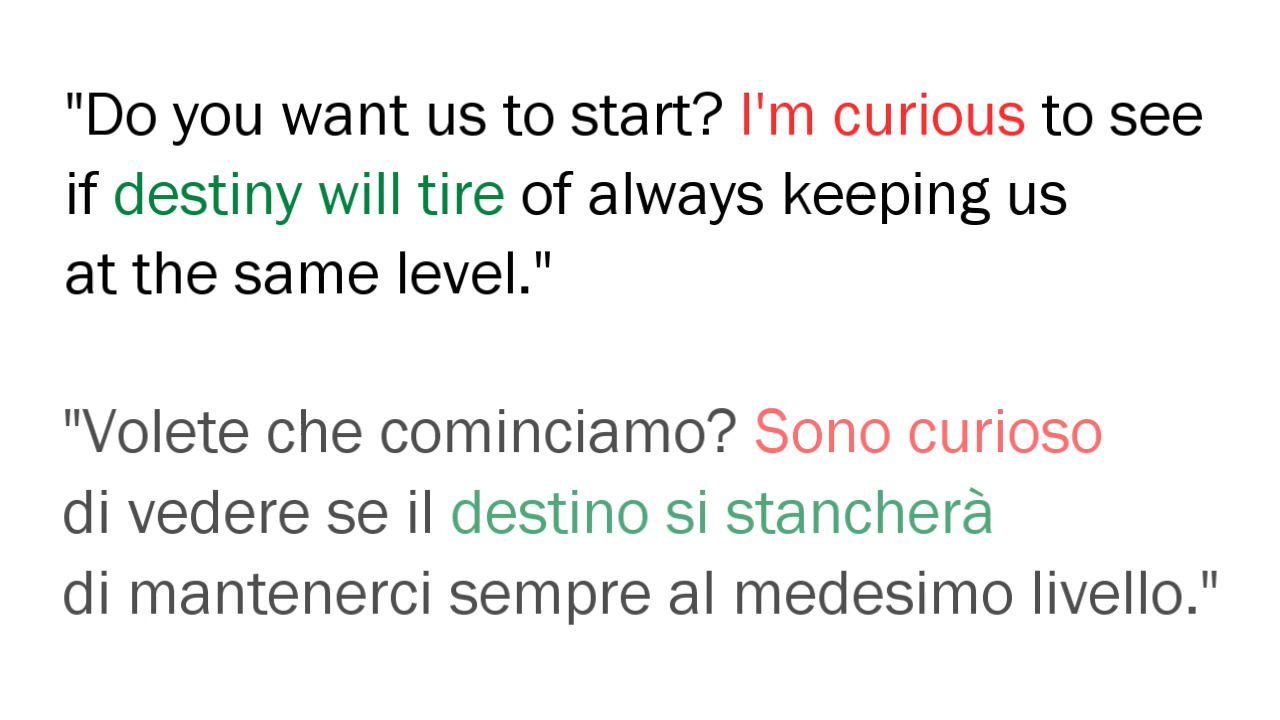 "Do you want us to start? I'm curious to see
if destiny will tire of always keeping us
at the same level."
"Volete che cominciamo? Sono curioso
di vedere se il destino si stancherà
di mantenerci sempre al medesimo livello."